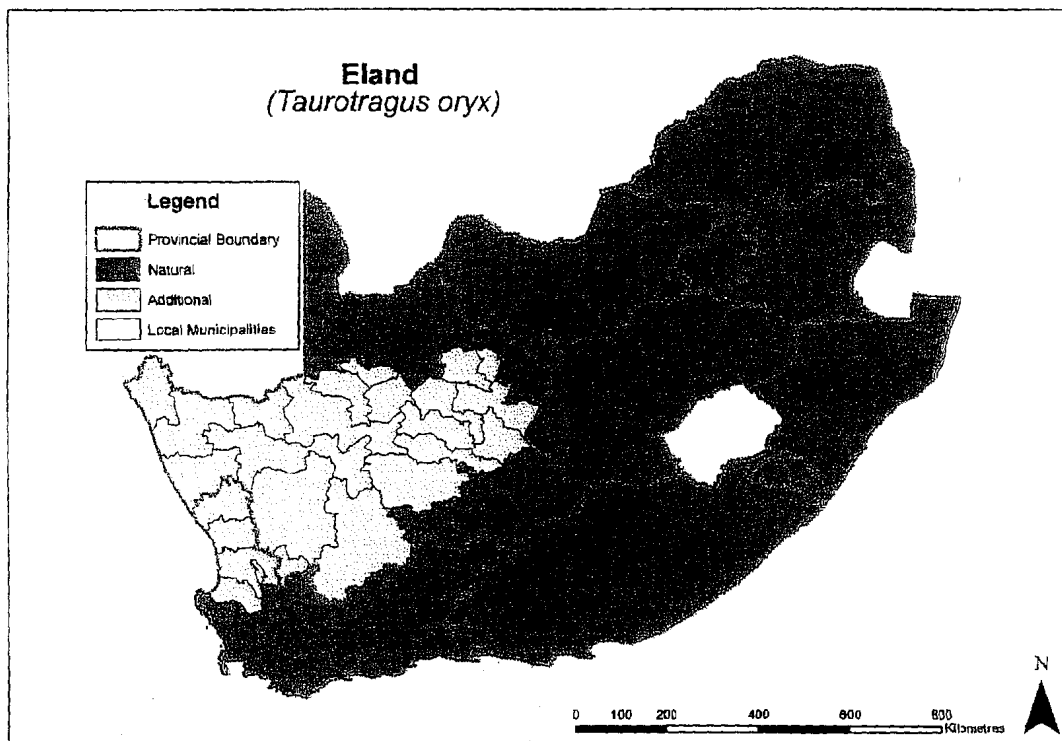 Eland
(Taurotragus oryx)
Legend
Provincial Boundary
Natural
Additional
Local Municipalities
N
0 100 200 400 600 800
Kilometres